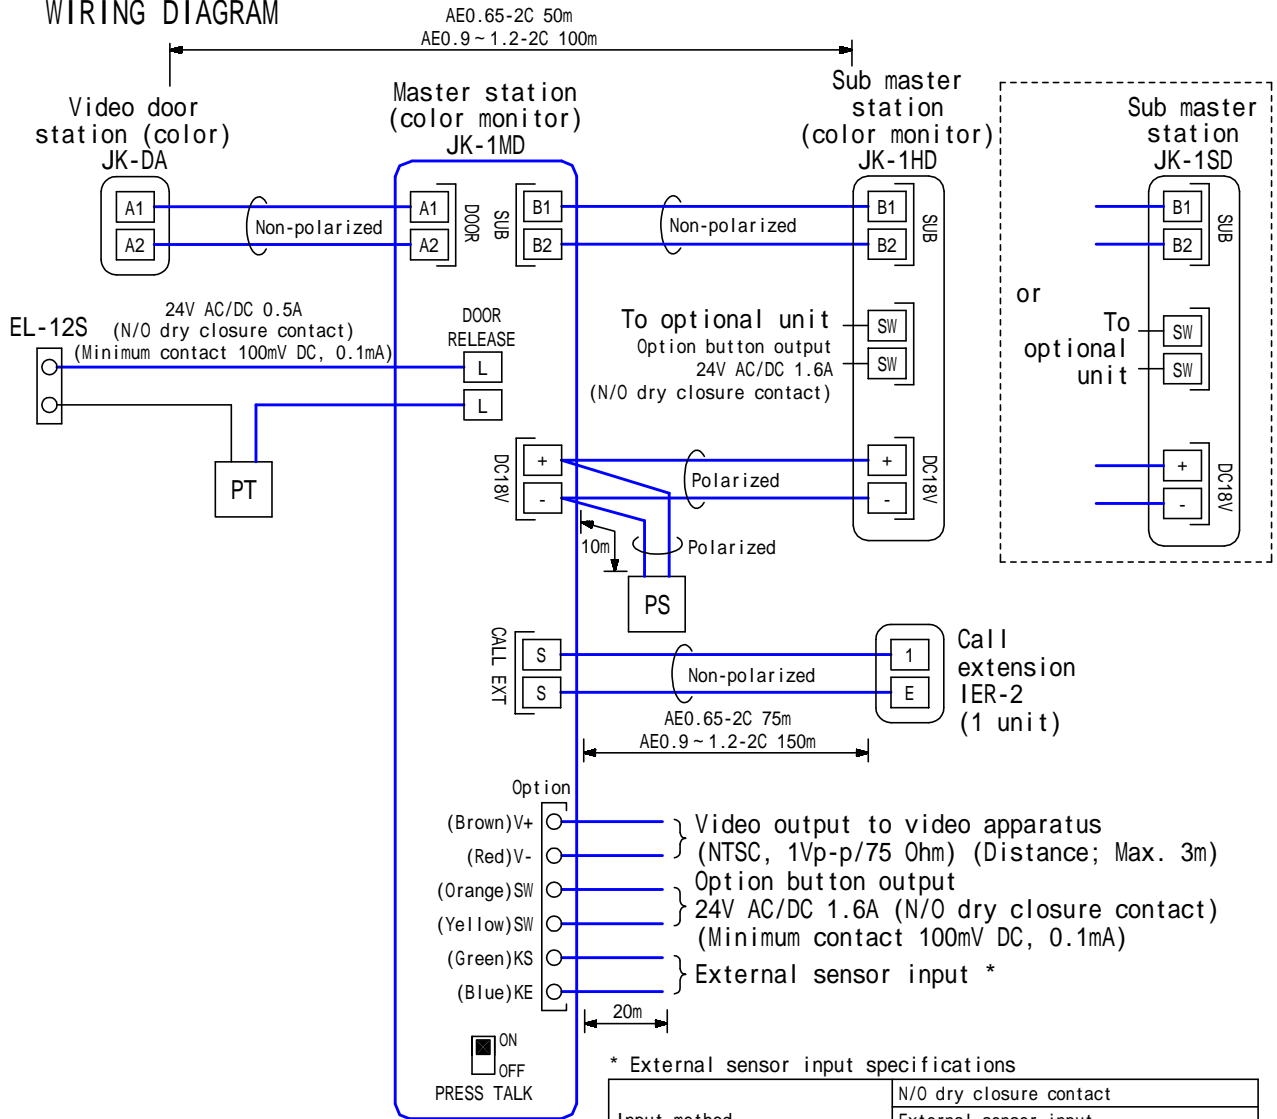 WIRING DIAGRAM
AE0.65-2C 50m
AE0.9~1.2-2C 100m
Video door
station (color)
JK-DA
Master station
(color monitor)
JK-1MD
Sub master
station
(color monitor)
JK-1HD
Sub master
station
JK-1SD
A1
A2
Non-polarized
A1
A2
DOOR
SUB
B1
B2
Non-polarized
B1
B2
SUB
B1
B2
SUB
or
EL-12S
24V AC/DC 0.5A
(N/O dry closure contact)
(Minimum contact 100mV DC, 0.1mA)
DOOR
RELEASE
L
L
PT
To optional unit
Option button output
24V AC/DC 1.6A
(N/O dry closure contact)
SW
SW
To
optional
unit
SW
SW
DC18V
+
-
Polarized
+
-
DC18V
+
-
DC18V
10m
Polarized
PS
CALL EXT
S
S
Non-polarized
1
E
Call
extension
IER-2
(1 unit)
AE0.65-2C 75m
AE0.9~1.2-2C 150m
Option
(Brown)V+
(Red)V-
(Orange)SW
(Yellow)SW
(Green)KS
(Blue)KE
Video output to video apparatus
(NTSC, 1Vp-p/75 Ohm) (Distance; Max. 3m)
Option button output
24V AC/DC 1.6A (N/O dry closure contact)
(Minimum contact 100mV DC, 0.1mA)
External sensor input *
20m
ON
OFF
PRESS TALK
* External sensor input specifications
N/O dry closure contact
Input method
External sensor input